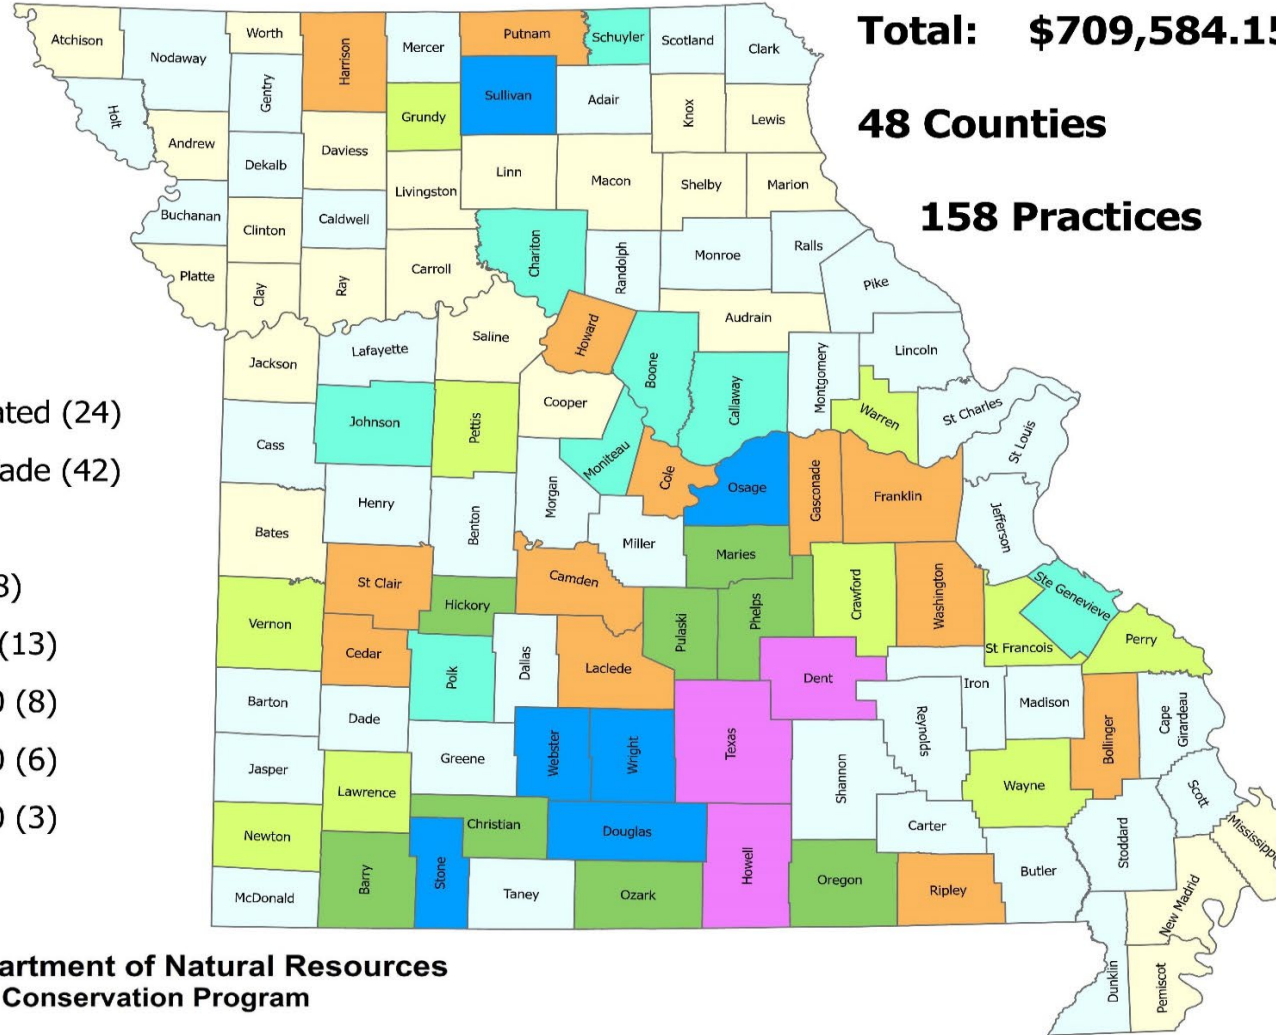 Total: $709,584.15
48 Counties
158 Practices
ated (24)
ade (42)
8)
(13)
0 (8)
0 (6)
0 (3)
Atchison
Nodaway
Worth
Harrison
Mercer
Putnam
Schuyler
Scotland
Clark
Holt
Gentry
Grundy
Sullivan
Adair
Knox
Lewis
Andrew
Dekalb
Daviess
Livingston
Linn
Macon
Shelby
Marion
Buchanan
Clinton
Caldwell
Chariton
Randolph
Monroe
Ralls
Platte
Clay
Ray
Carroll
Pike
Audrain
Jackson
Lafayette
Saline
Howard
Boone
Callaway
Montgomery
Lincoln
Cass
Johnson
Pettis
Cooper
Moniteau
Warren
St Charles
St Louis
Cole
Osage
Gasconade
Franklin
Jefferson
Bates
Henry
Benton
Morgan
Miller
Maries
St Clair
Camden
Hickory
Pulaski
Phelps
Crawford
Washington
Ste Genevieve
St Francois
Perry
Vernon
Cedar
Polk
Dallas
Laclede
Dent
Iron
Madison
Bollinger
Cape
Girardeau
Barton
Dade
Greene
Webster
Wright
Texas
Shannon
Reynolds
Jasper
Lawrence
Wayne
Scott
Mississipp
Newton
Christian
Douglas
Howell
Carter
Stoddard
McDonald
Barry
Stone
Taney
Ozark
Oregon
Ripley
Butler
New Madrid
Dunklin
Pemiscot
artment of Natural Resources
Conservation Program